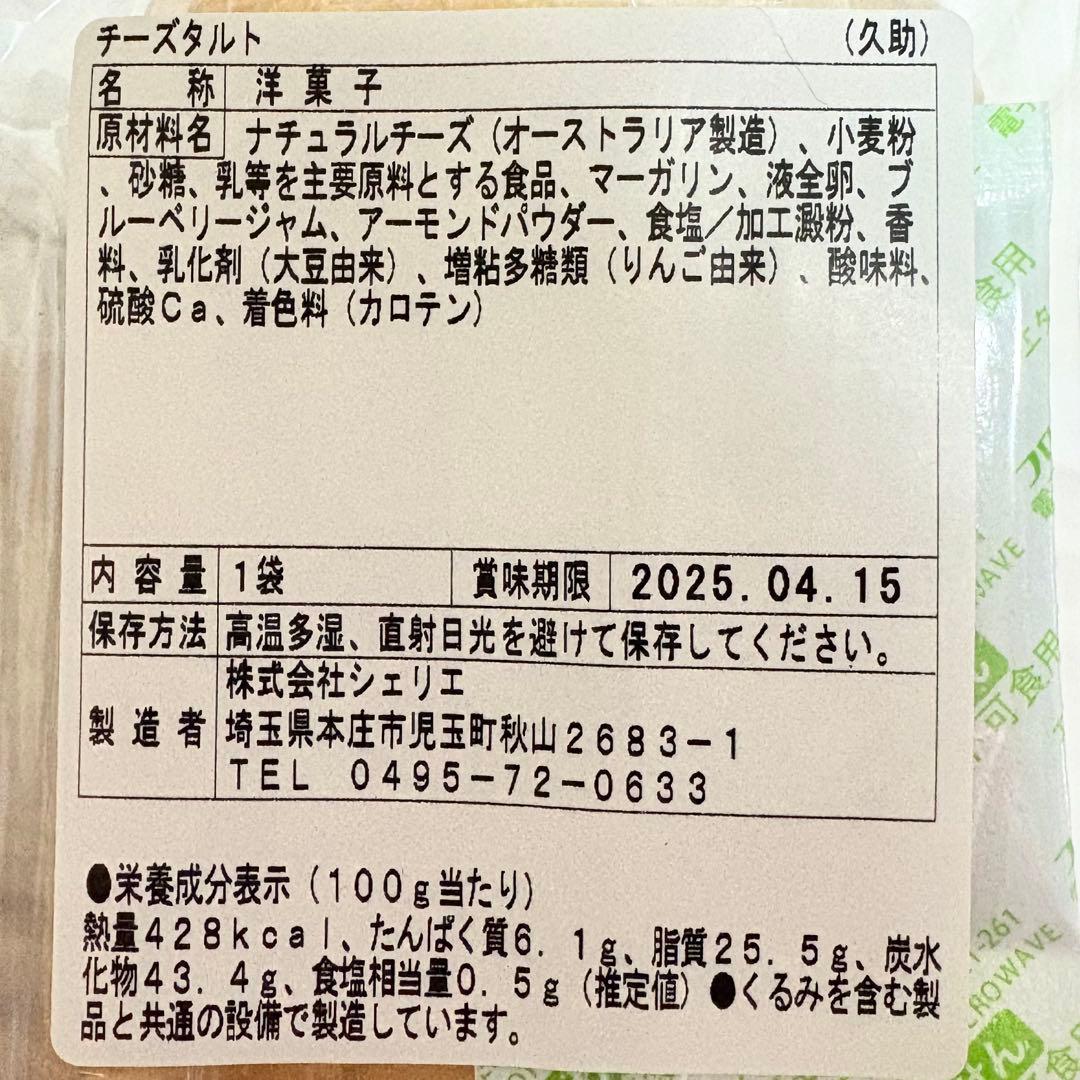 チーズタルト (久助)
名称 洋菓子
原材料名 ナチュラルチーズ(オーストラリア製造)、小麦粉
、砂糖、乳等を主要原料とする食品、マーガリン、液全卵、ブ
ルーベリージャム、アーモンドパウダー、食塩/加工澱粉、香
料、乳化剤(大豆由来)、増粘多糖類(りんご由来)、酸味料、
硫酸Ca、着色料(カロテン)
内容量 1袋 賞味期限 2025.04.15
保存方法 高温多湿、直射日光を避けて保存してください。
製造者 株式会社シェリエ
埼玉県本庄市児玉町秋山2683-1
TEL 0495-72-0633
●栄養成分表示(100g当たり)
熱量428kcal、たんぱく質6.1g、脂質25.5g、炭水
化物43.4g、食塩相当量0.5g(推定値)●くるみを含む製
品と共通の設備で製造しています。
食用
WAVE
可食用
-261
ROWAVE